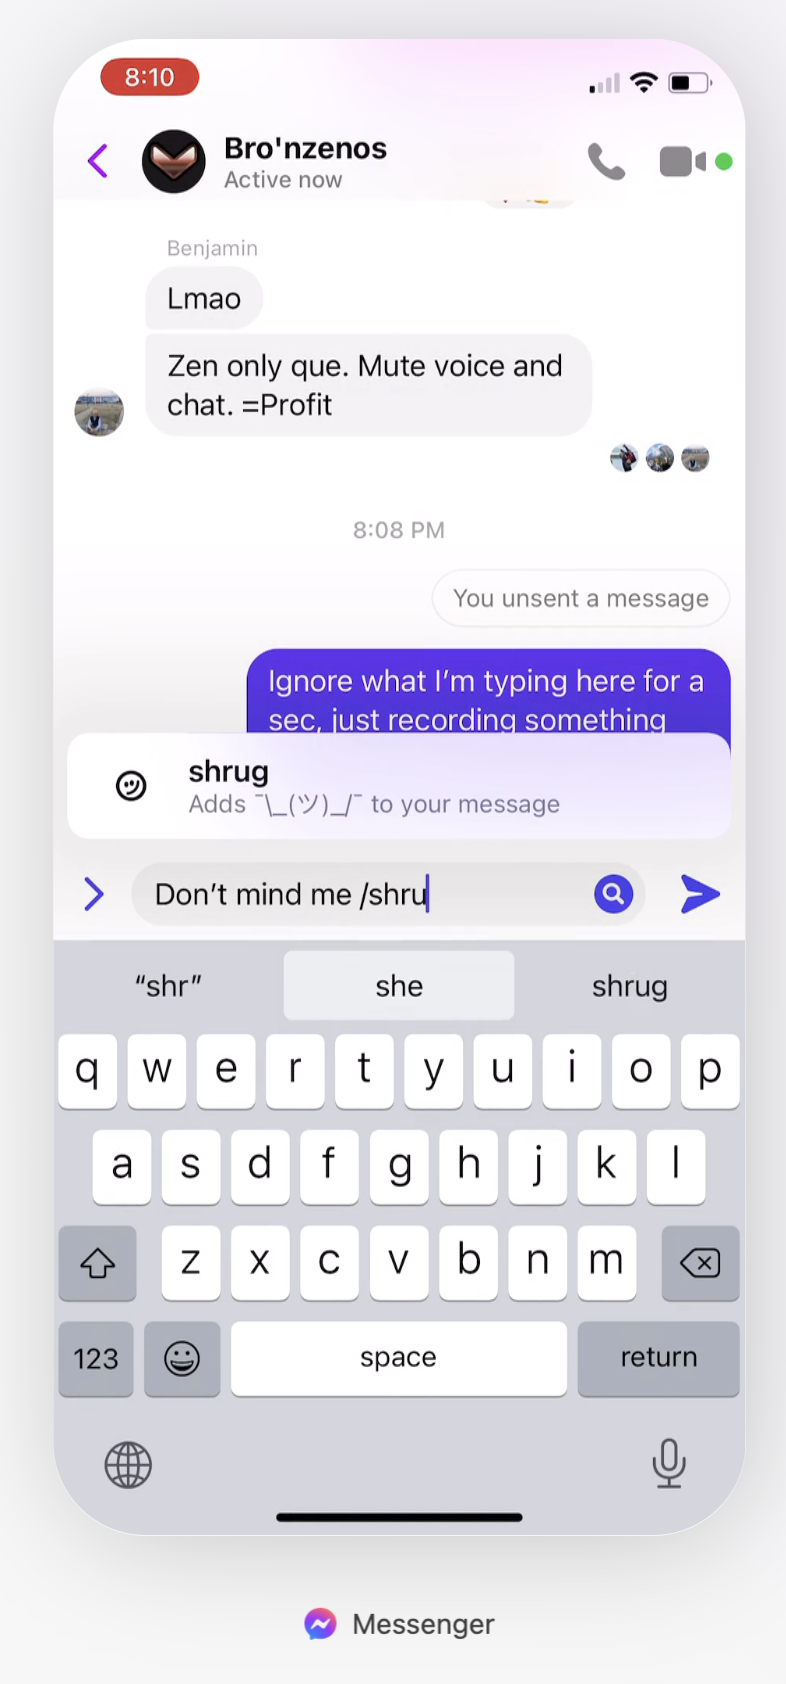 8:10
Bro'nzenos
Active now
Benjamin
Lmao
Zen only que. Mute voice and
chat. =Profit
8:08 PM
You unsent a message
Ignore what I’m typing here for a
sec, just recording something
shrug
Adds ¯\_(ツ)_/¯ to your message
Don’t mind me /shru
“shr” she shrug
q w e r t y u i o p
a s d f g h j k l
z x c v b n m
123 space return
Messenger